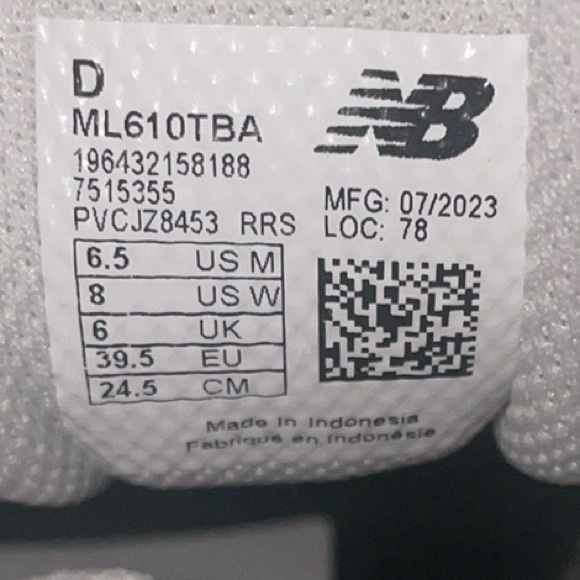 D
NB
ML610TBA
196432158188
7515355
PVCJZ8453 RRS
MFG: 07/2023
LOC: 78
6.5 US M
8 US W
6 UK
39.5 EU
24.5 CM
Made in Indonesia
Fabriqué en Indonésie